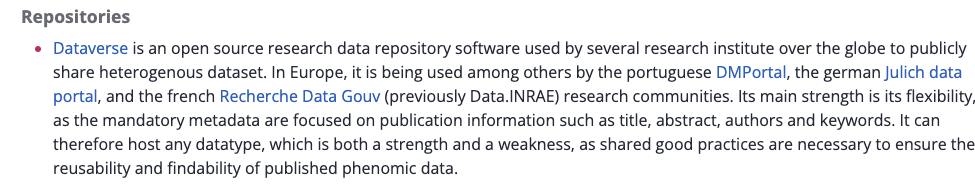 Repositories
Dataverse is an open source research data repository software used by several research institute over the globe to publicly
share heterogenous dataset. In Europe, it is being used among others by the portuguese DMPortal, the german Julich data
portal, and the french Recherche Data Gouv (previously Data.INRAE) research communities. Its main strength is its flexibility,
as the mandatory metadata are focused on publication information such as title, abstract, authors and keywords. It can
therefore host any datatype, which is both a strength and a weakness, as shared good practices are necessary to ensure the
reusability and findability of published phenomic data.